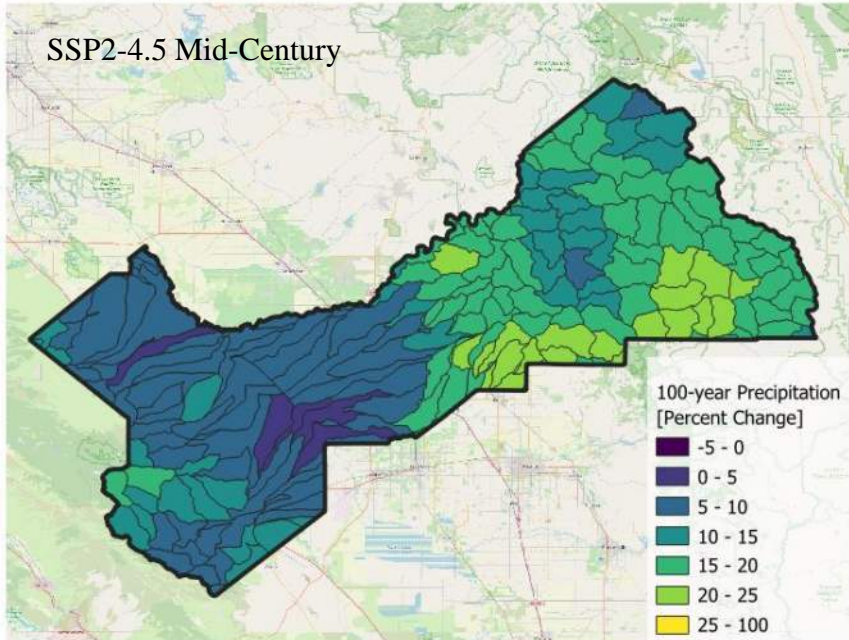 SSP2-4.5 Mid-Century
100-year Precipitation
[Percent Change]
-5 - 0
0 - 5
5 - 10
10 - 15
15 - 20
20 - 25
25 - 100